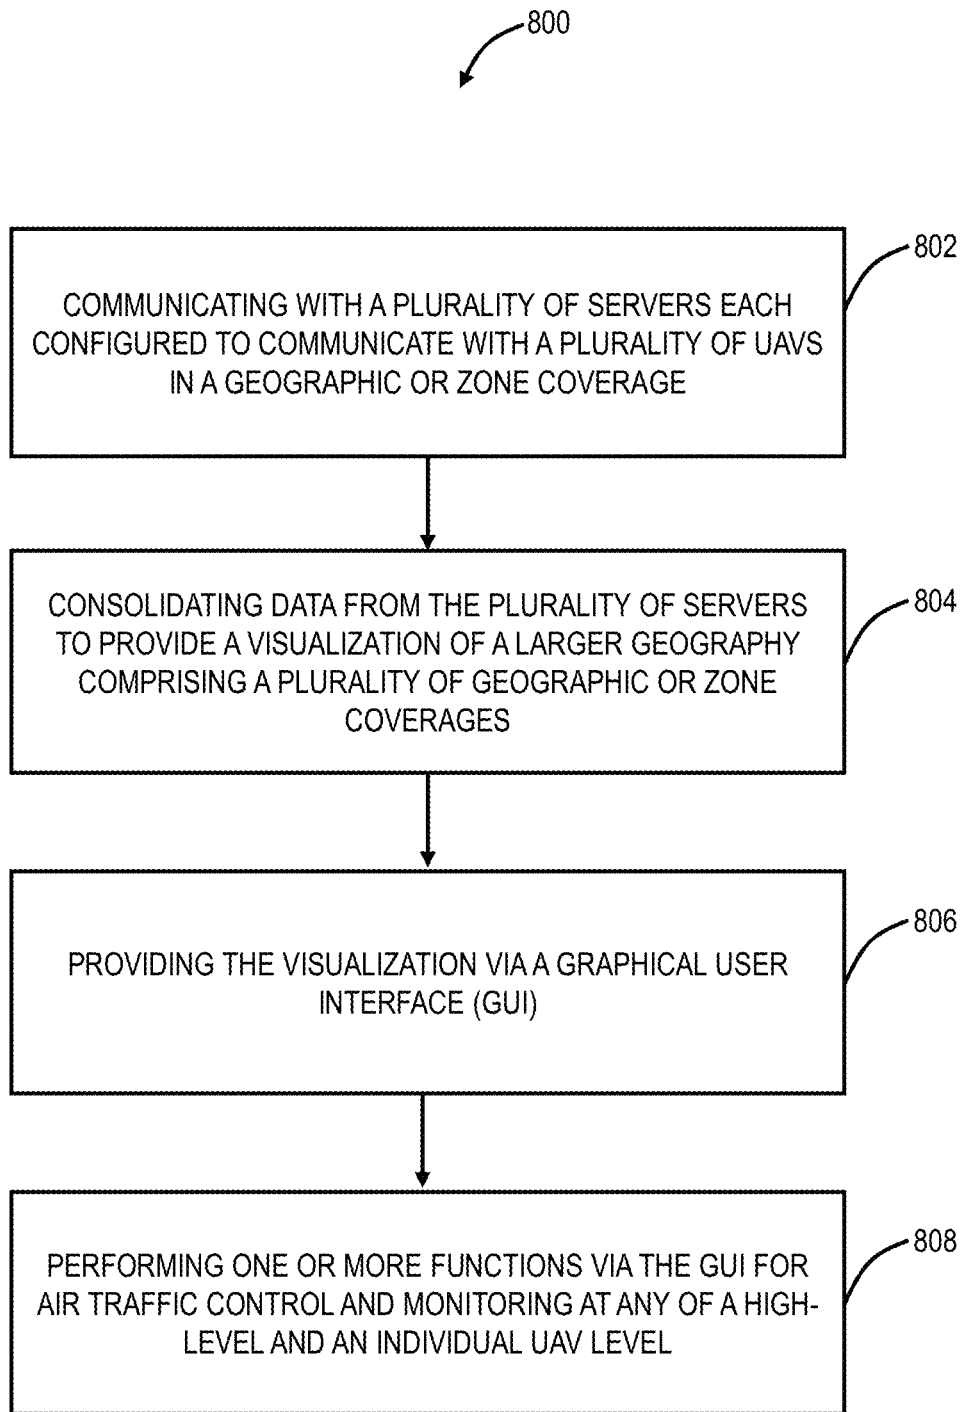 800
802
COMMUNICATING WITH A PLURALITY OF SERVERS EACH
CONFIGURED TO COMMUNICATE WITH A PLURALITY OF UAVS
IN A GEOGRAPHIC OR ZONE COVERAGE
804
CONSOLIDATING DATA FROM THE PLURALITY OF SERVERS
TO PROVIDE A VISUALIZATION OF A LARGER GEOGRAPHY
COMPRISING A PLURALITY OF GEOGRAPHIC OR ZONE
COVERAGES
806
PROVIDING THE VISUALIZATION VIA A GRAPHICAL USER
INTERFACE (GUI)
808
PERFORMING ONE OR MORE FUNCTIONS VIA THE GUI FOR
AIR TRAFFIC CONTROL AND MONITORING AT ANY OF A HIGH-
LEVEL AND AN INDIVIDUAL UAV LEVEL